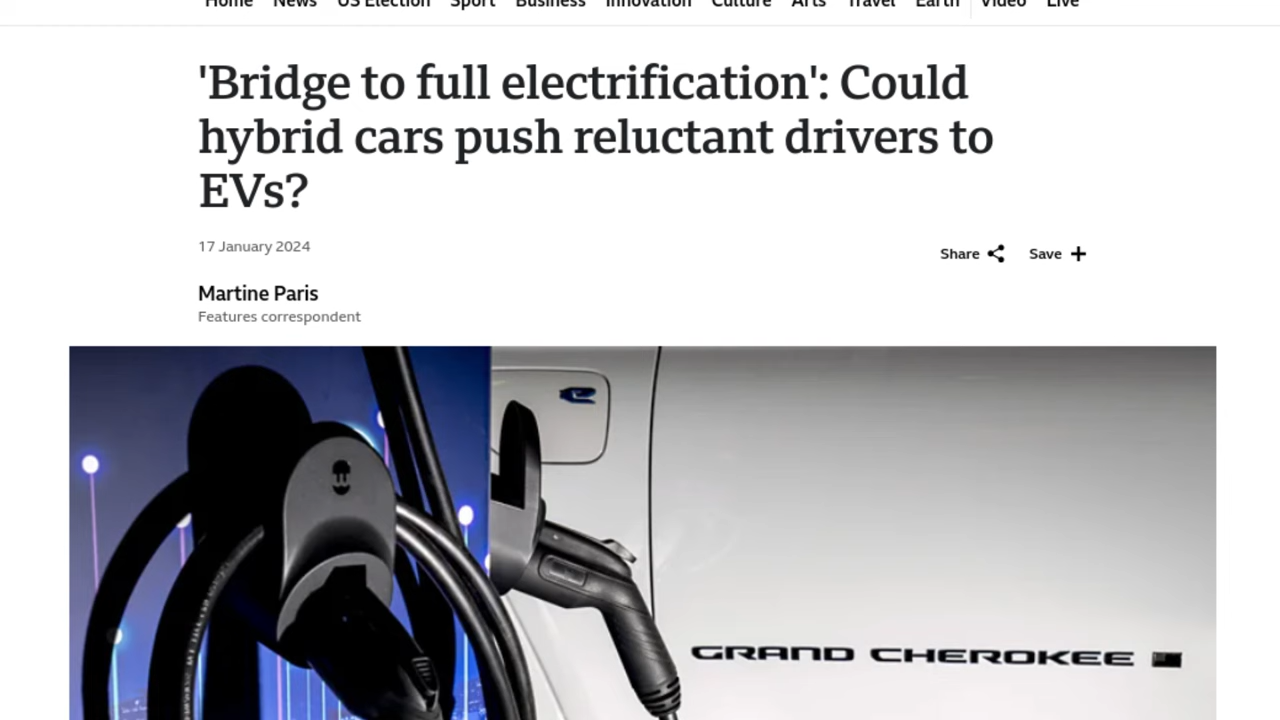 Home News US Election Sport Business Innovation Culture Arts Travel Earth Video Live
'Bridge to full electrification': Could
hybrid cars push reluctant drivers to
EVs?
17 January 2024
Share Save
Martine Paris
Features correspondent
GRAND CHEROKEE